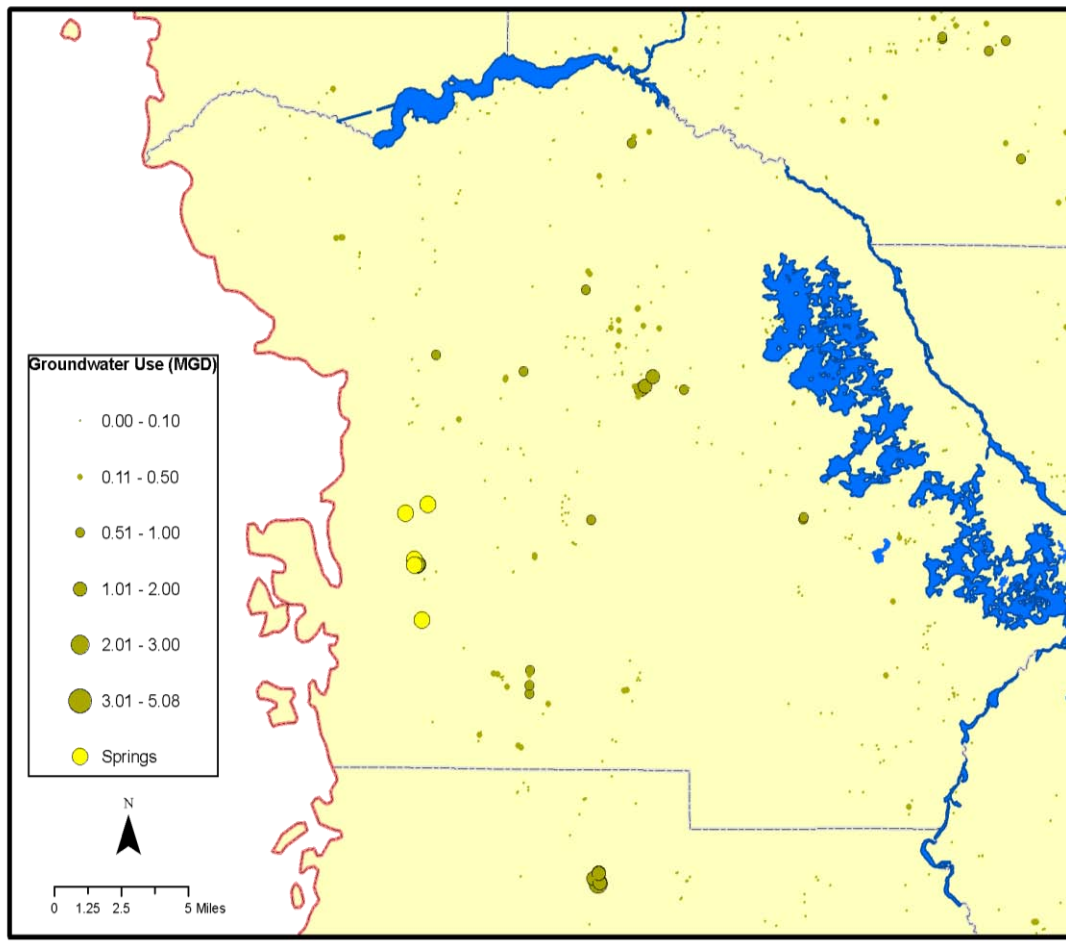 Groundwater Use (MGD)
0.00 - 0.10
0.11 - 0.50
0.51 - 1.00
1.01 - 2.00
2.01 - 3.00
3.01 - 5.08
Springs
N
0 1.25 2.5 5 Miles